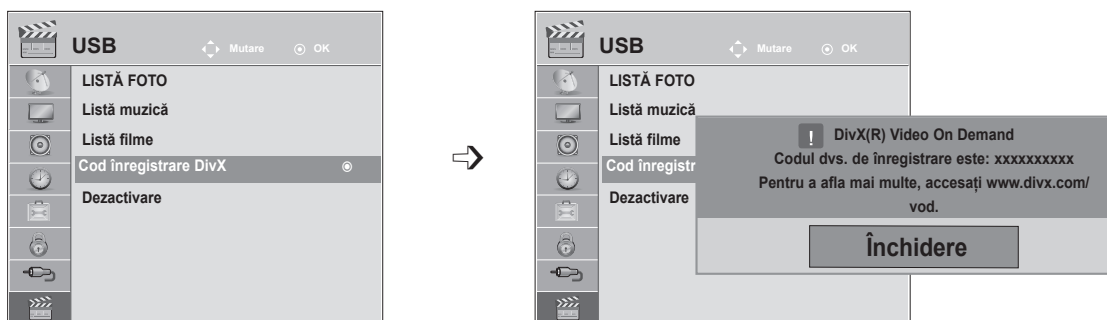 USB
Mutare OK
LISTĂ FOTO
Listă muzică
Listă filme
Cod înregistrare DivX
Dezactivare
USB
Mutare OK
LISTĂ FOTO
Listă muzică
Listă filme
Cod înregistr
Dezactivare
! DivX(R) Video On Demand
Codul dvs. de înregistrare este: xxxxxxxxxx
Pentru a afla mai multe, accesați www.divx.com/
vod.
Închidere